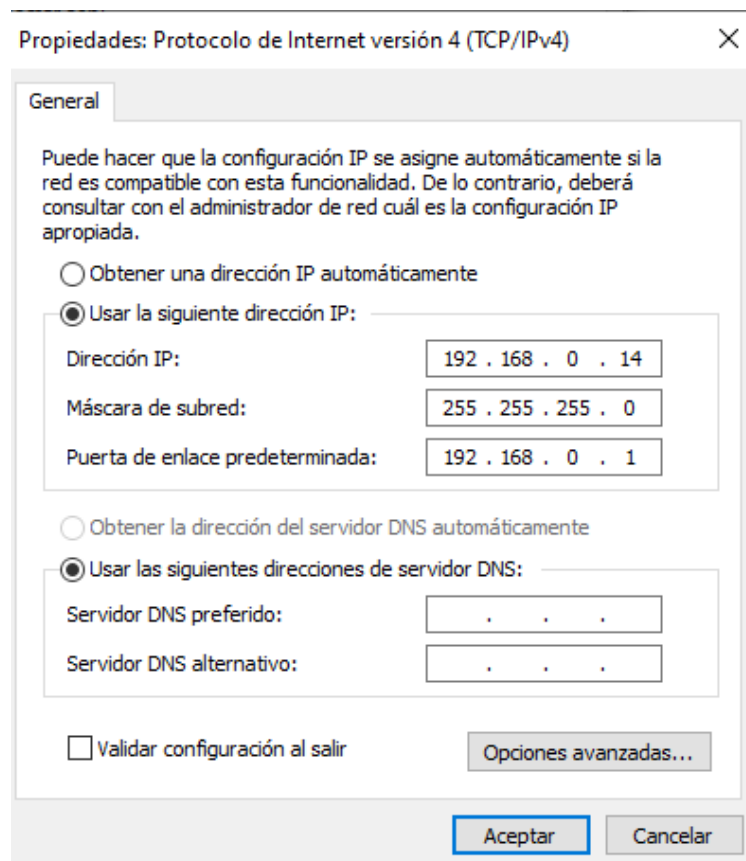 Propiedades: Protocolo de Internet versión 4 (TCP/IPv4)
General
Puede hacer que la configuración IP se asigne automáticamente si la
red es compatible con esta funcionalidad. De lo contrario, deberá
consultar con el administrador de red cuál es la configuración IP
apropiada.
Obtener una dirección IP automáticamente
Usar la siguiente dirección IP:
Dirección IP: 192 . 168 . 0 . 14
Máscara de subred: 255 . 255 . 255 . 0
Puerta de enlace predeterminada: 192 . 168 . 0 . 1
Obtener la dirección del servidor DNS automáticamente
Usar las siguientes direcciones de servidor DNS:
Servidor DNS preferido: . . .
Servidor DNS alternativo: . . .
Validar configuración al salir
Opciones avanzadas...
Aceptar Cancelar